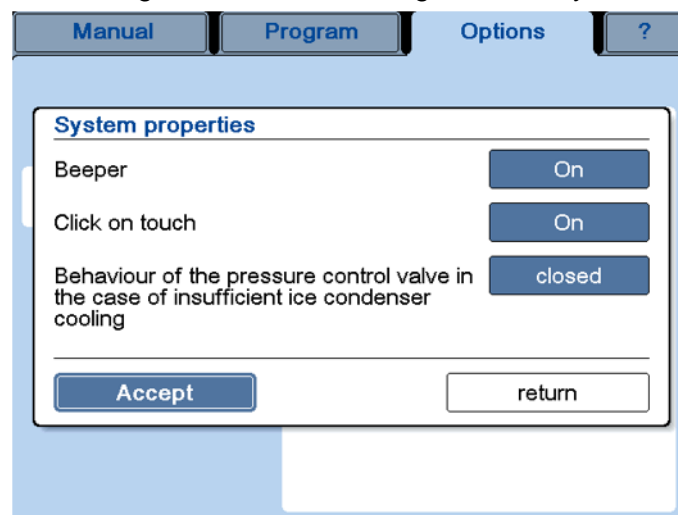 Manual Program Options ?
System properties
Beeper On
Click on touch On
Behaviour of the pressure control valve in closed
the case of insufficient ice condenser
cooling
Accept return